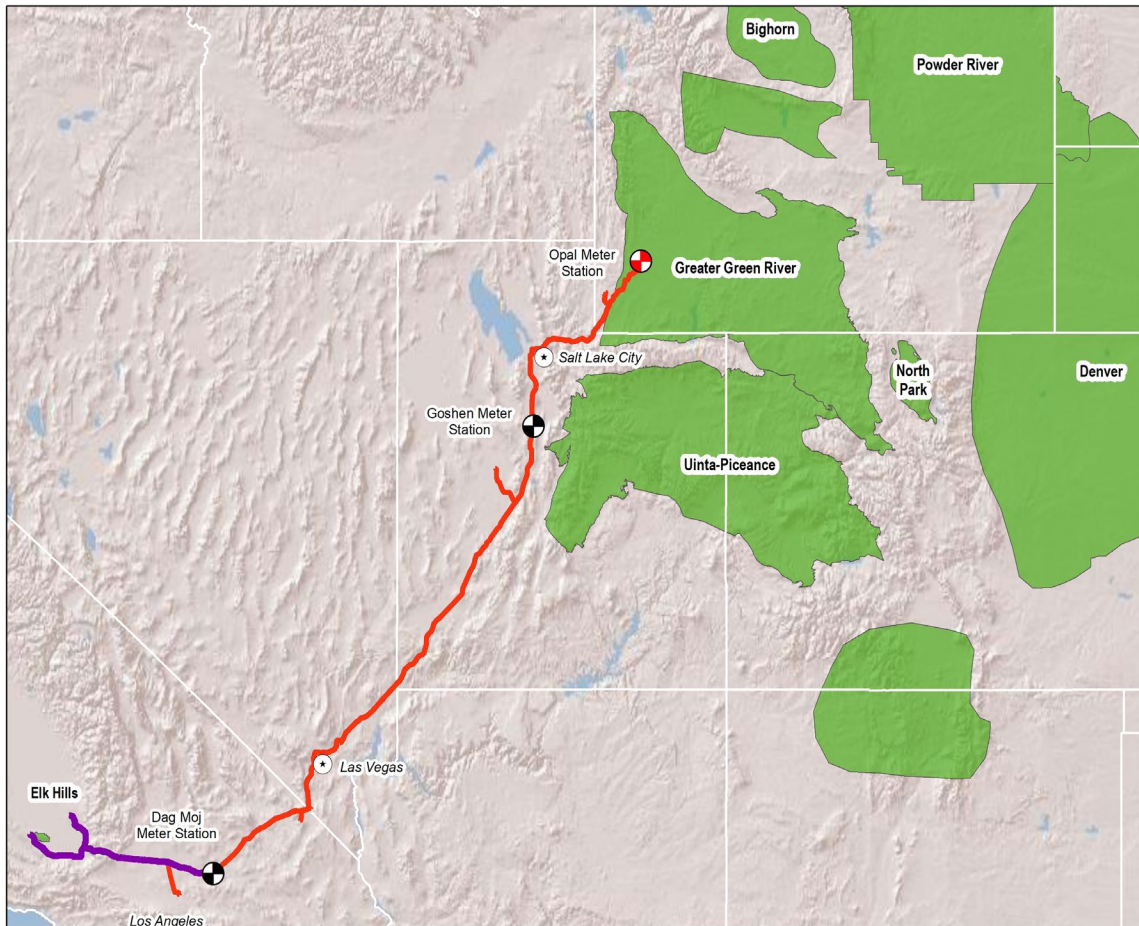 Bighorn
Powder River
Opal Meter
Station
Greater Green River
Salt Lake City
North
Park
Denver
Goshen Meter
Station
Uinta-Piceance
Las Vegas
Elk Hills
Dag Moj
Meter Station
Los Angeles